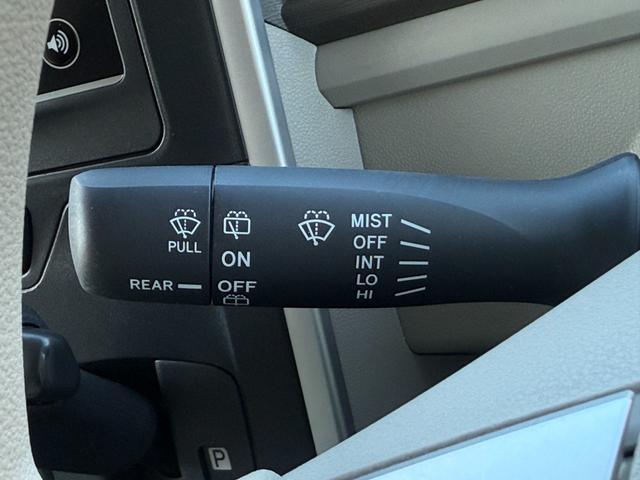 PULL
REAR
ON
OFF
MIST
OFF
INT
LO
HI
P